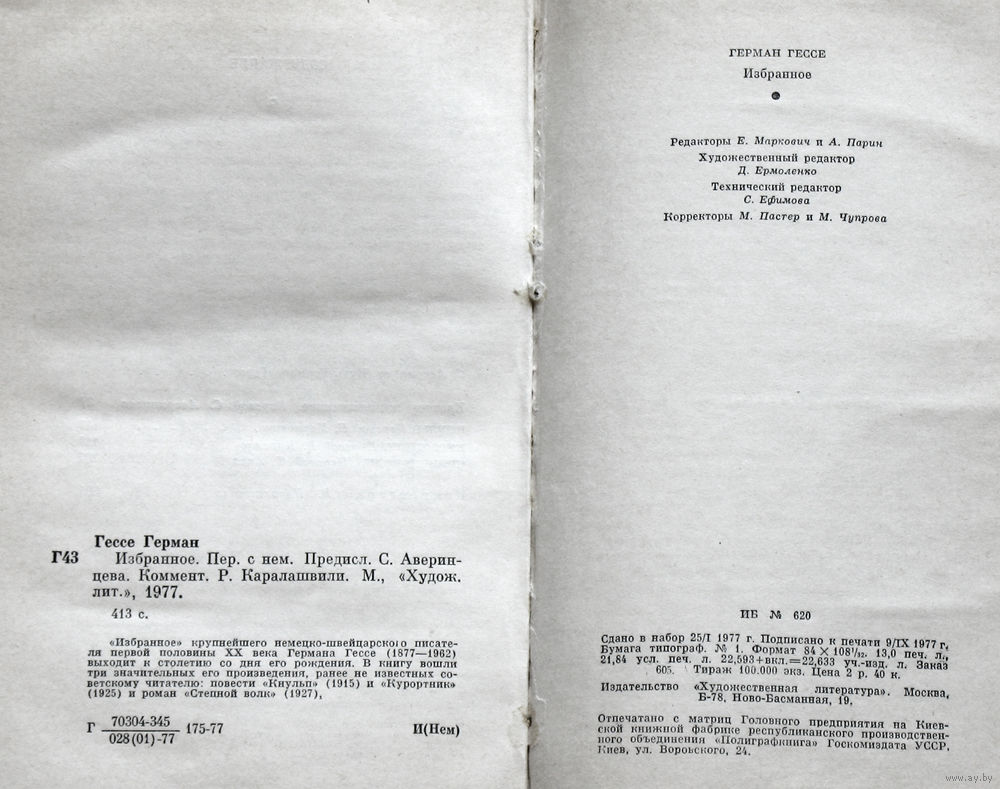 Гессе Герман
Г43 Избранное. Пер. с нем. Предисл. С. Аверин-
цева. Коммент. Р. Каралашвили. М., «Худож.
лит.», 1977.
413 с.
«Избранное» крупнейшего немецко-швейцарского писате-
ля первой половины XX века Германа Гессе (1877—1962)
выходит к столетию со дня его рождения. В книгу вошли
три значительных его произведения, ранее не известных со-
ветскому читателю: повести «Кнульп» (1915) и «Курортник»
(1925) и роман «Степной волк» (1927),
Г 70304-345
028(01)-77 175-77 И(Нем)
ГЕРМАН ГЕССЕ
Избранное
Редакторы Е. Маркович и А. Парин
Художественный редактор
Д. Ермоленко
Технический редактор
С. Ефимова
Корректоры М. Пастер и М. Чупрова
ИБ № 620
Сдано в набор 25/I 1977 г. Подписано к печати 9/IX 1977 г.
Бумага типограф. № 1. Формат 84×108¹/₃₂. 13,0 печ. л.,
21,84 усл. печ. л. 22,593+вкл.=22,633 уч.-изд. л. Заказ
605. Тираж 100.000 экз. Цена 2 р. 40 к.
Издательство «Художественная литература». Москва,
Б-78, Ново-Басманная, 19,
Отпечатано с матриц Головного предприятия на Киев-
ской книжной фабрике республиканского производствен-
ного объединения «Полиграфкнига» Госкомиздата УССР,
Киев, ул. Воровского, 24.
www.ay.by